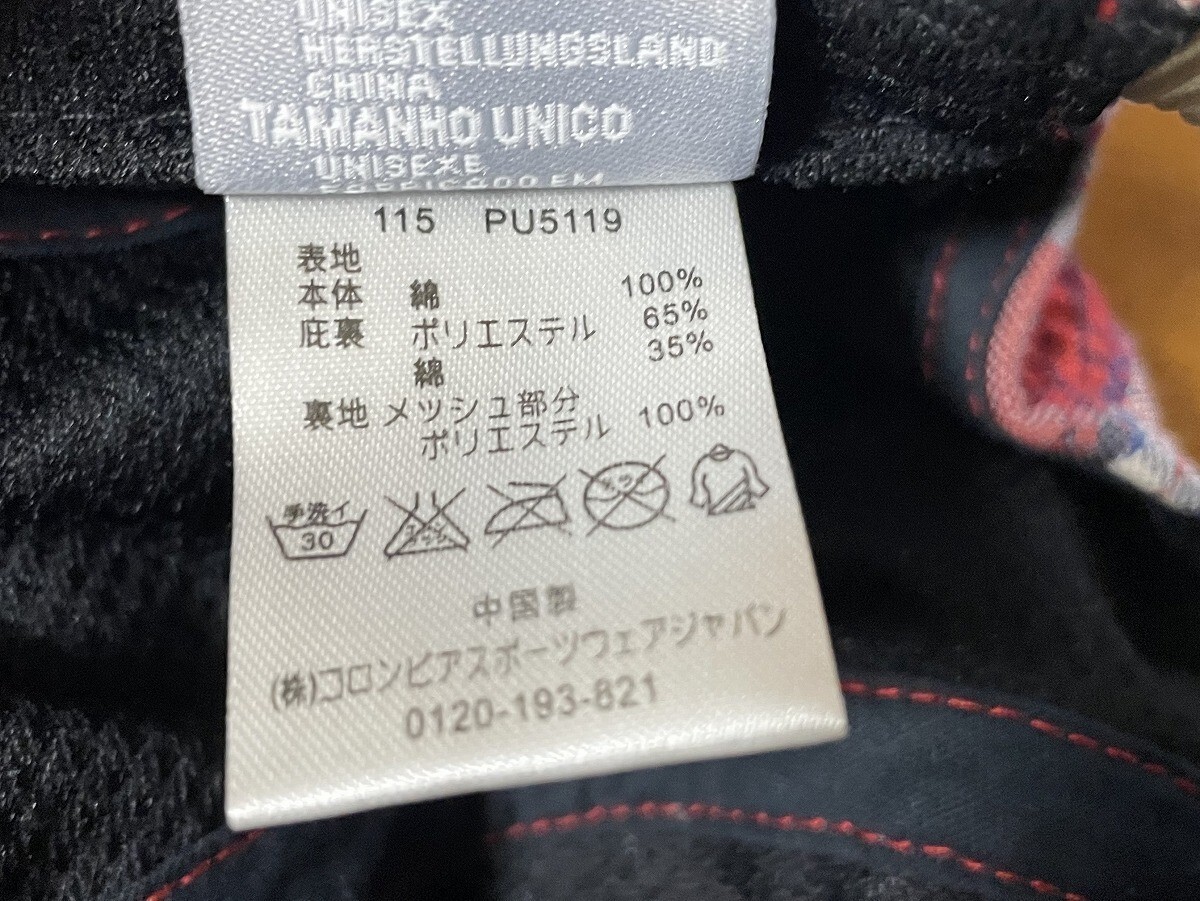 UNISEX
HERSTELLUNGSLAND
CHINA
TAMANHO UNICO
UNISEXE
115 PU5119
表地
本体 綿 100%
庇裏 ポリエステル 65%
綿 35%
裏地 メッシュ部分
ポリエステル 100%
手洗イ
30
中国製
(株)コロンビアスポーツウェアジャパン
0120-193-821